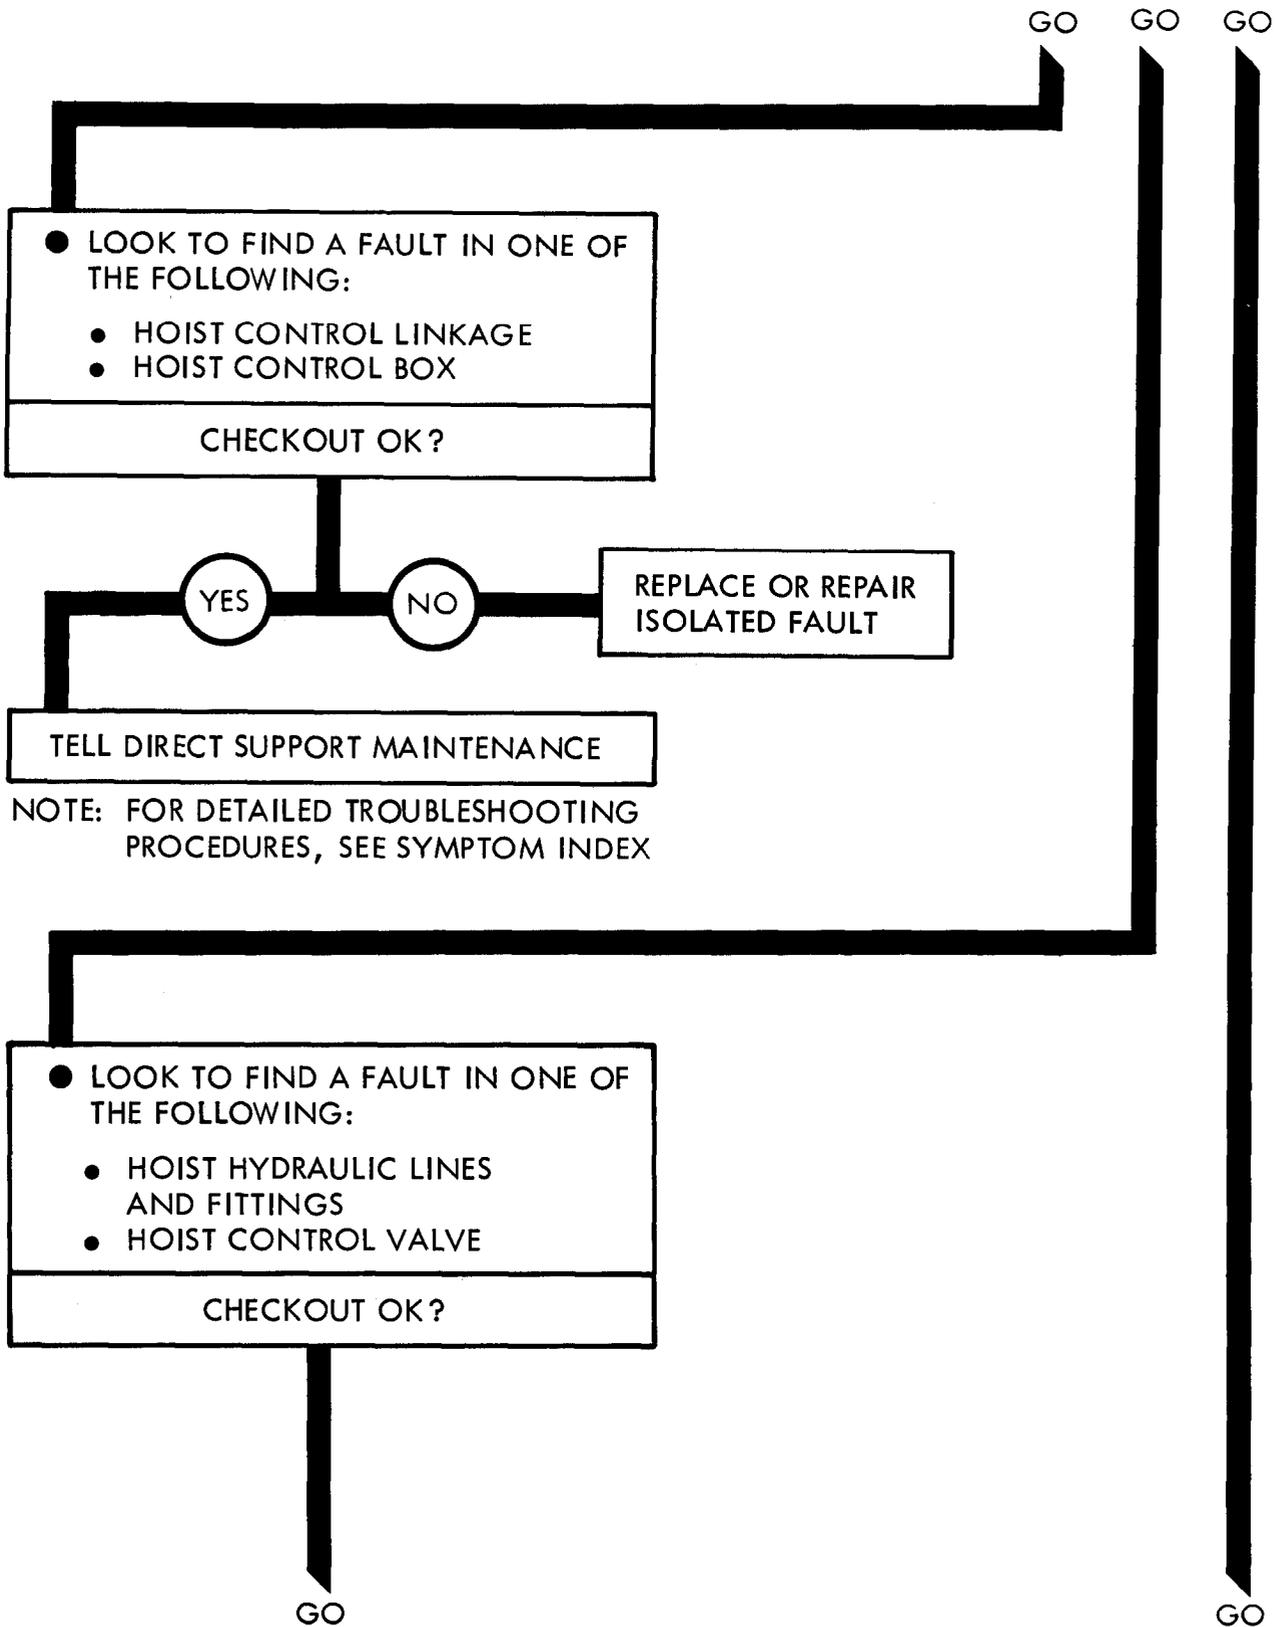 GO GO GO
● LOOK TO FIND A FAULT IN ONE OF
THE FOLLOWING:
● HOIST CONTROL LINKAGE
● HOIST CONTROL BOX
CHECKOUT OK?
YES
NO
REPLACE OR REPAIR
ISOLATED FAULT
TELL DIRECT SUPPORT MAINTENANCE
NOTE: FOR DETAILED TROUBLESHOOTING
PROCEDURES, SEE SYMPTOM INDEX
● LOOK TO FIND A FAULT IN ONE OF
THE FOLLOWING:
● HOIST HYDRAULIC LINES
AND FITTINGS
● HOIST CONTROL VALVE
CHECKOUT OK?
GO GO